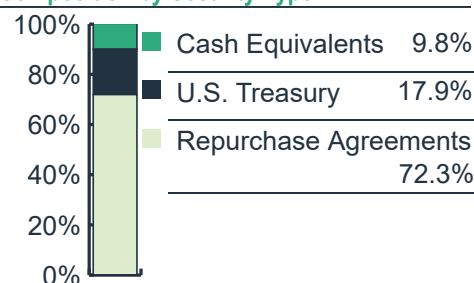 100%
80%
60%
40%
20%
0%
Cash Equivalents 9.8%
U.S. Treasury 17.9%
Repurchase Agreements
72.3%